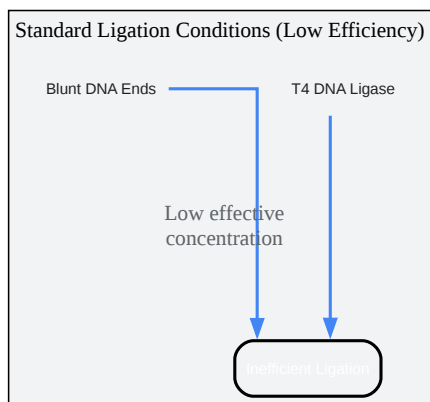 Standard Ligation Conditions (Low Efficiency)
Blunt DNA Ends
T4 DNA Ligase
Low effective
concentration
Inefficient Ligation